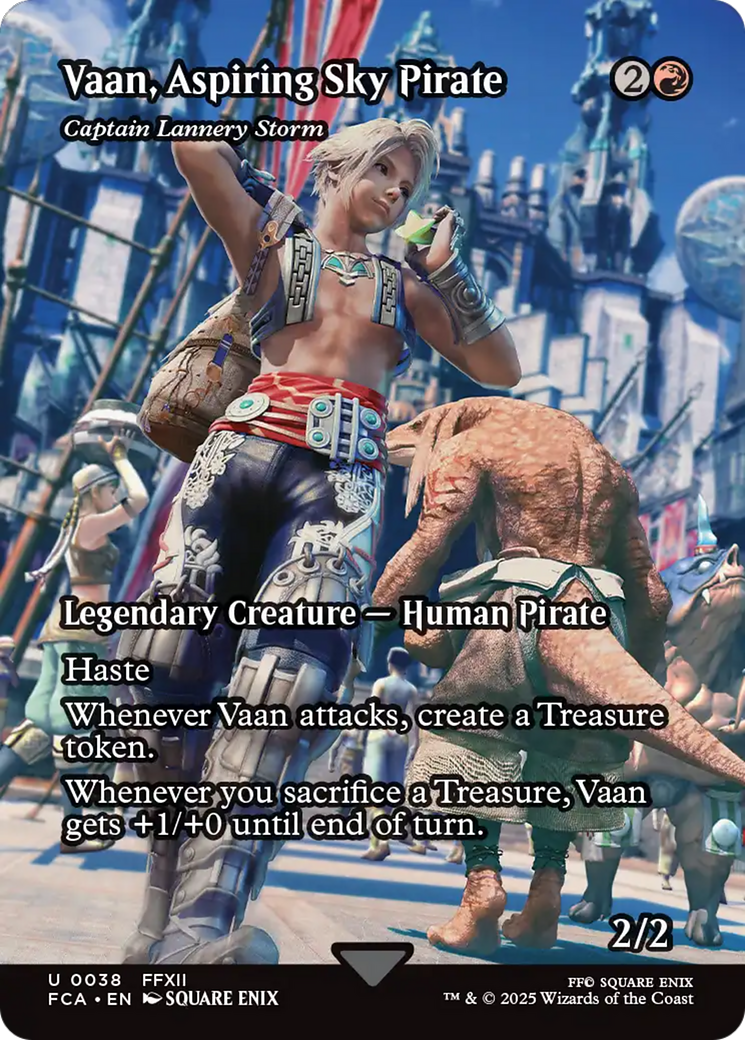 Vaan, Aspiring Sky Pirate 2
Captain Lannery Storm
Legendary Creature — Human Pirate
Haste
Whenever Vaan attacks, create a Treasure
token.
Whenever you sacrifice a Treasure, Vaan
gets +1/+0 until end of turn.
2/2
U 0038 FFXII
FCA • EN SQUARE ENIX
FF© SQUARE ENIX
™ & © 2025 Wizards of the Coast